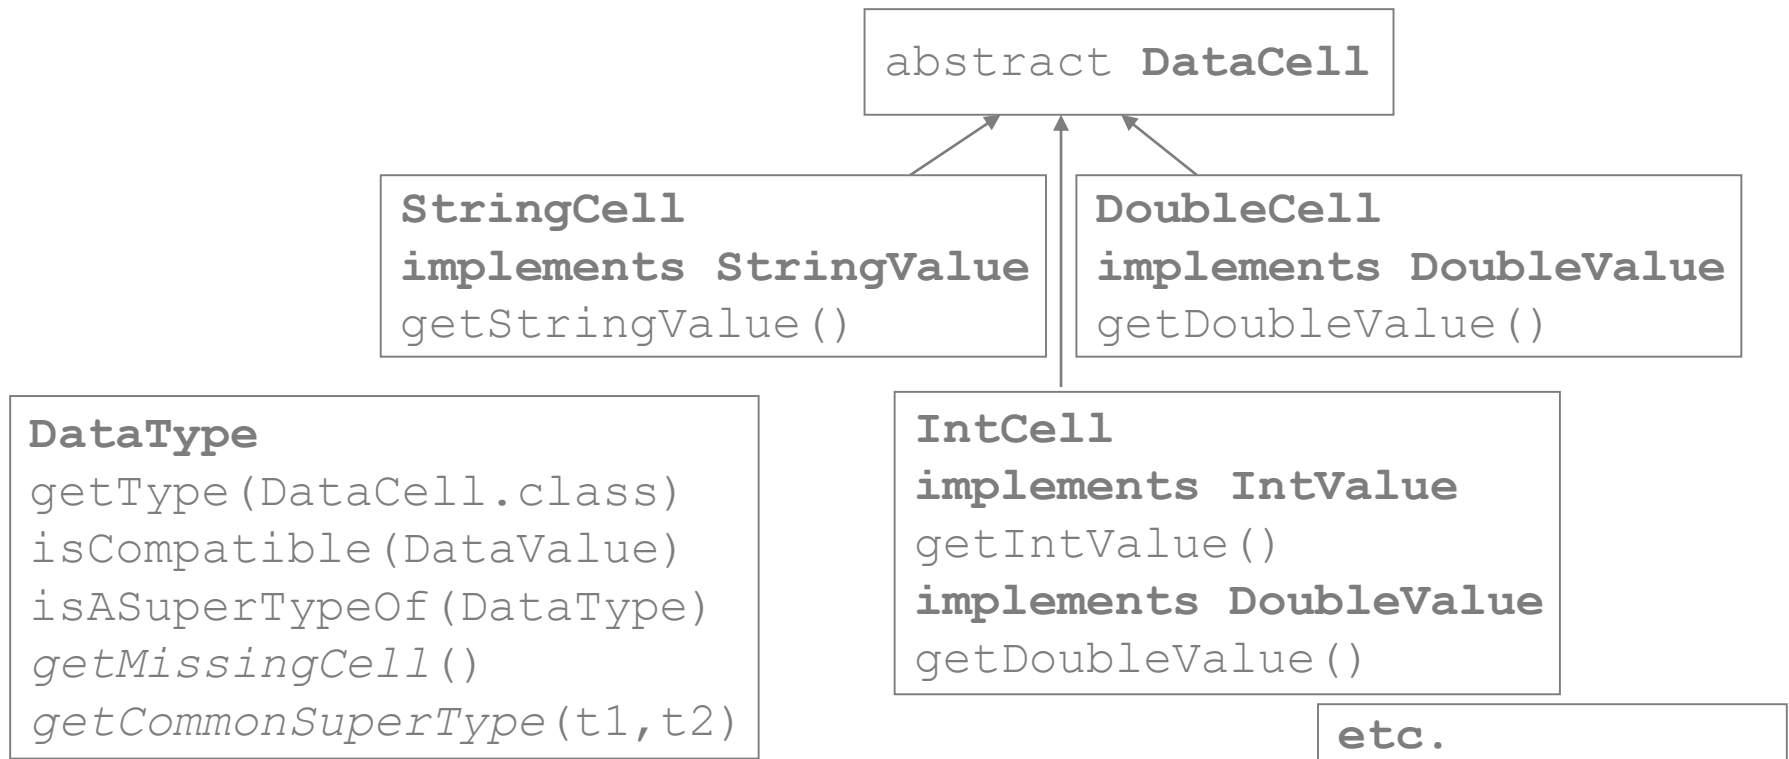 abstract DataCell
StringCell
implements StringValue
getStringValue()
DoubleCell
implements DoubleValue
getDoubleValue()
DataType
getType(DataCell.class)
isCompatible(DataValue)
isASuperTypeOf(DataType)
getMissingCell()
getCommonSuperType(t1,t2)
IntCell
implements IntValue
getIntValue()
implements DoubleValue
getDoubleValue()
etc.